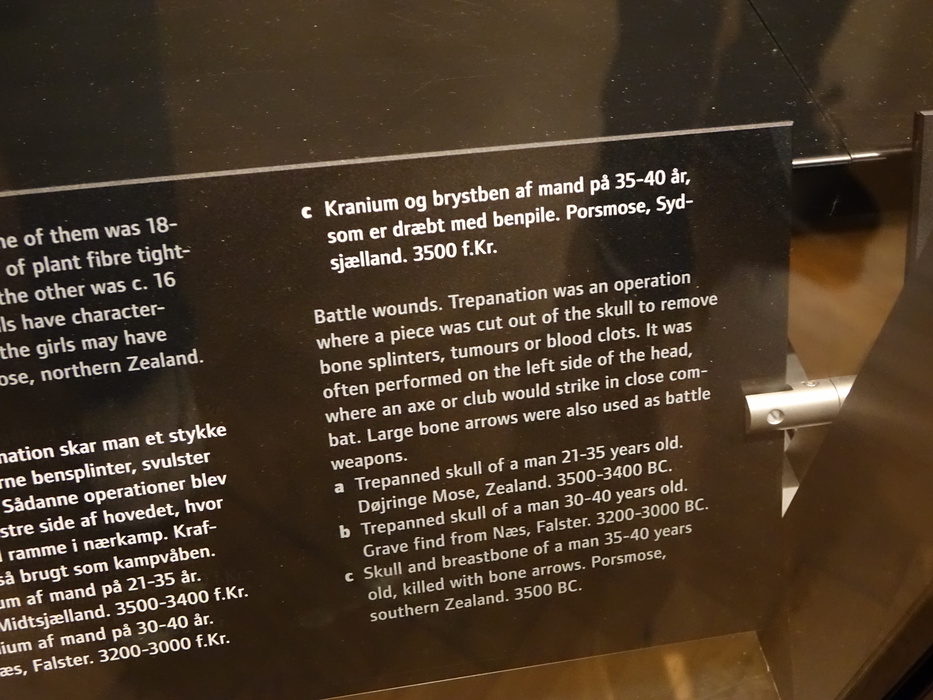 ne of them was 18-
of plant fibre tight-
the other was c. 16
ls have character-
the girls may have
ose, northern Zealand.
nation skar man et stykke
rne bensplinter, svulster
Sådanne operationer blev
stre side af hovedet, hvor
ramme i nærkamp. Kraf-
så brugt som kampvåben.
um af mand på 21-35 år.
Midtsjælland. 3500-3400 f.Kr.
ium af mand på 30-40 år.
æs, Falster. 3200-3000 f.Kr.
c Kranium og brystben af mand på 35-40 år,
som er dræbt med benpile. Porsmose, Syd-
sjælland. 3500 f.Kr.
Battle wounds. Trepanation was an operation
where a piece was cut out of the skull to remove
bone splinters, tumours or blood clots. It was
often performed on the left side of the head,
where an axe or club would strike in close com-
bat. Large bone arrows were also used as battle
weapons.
a Trepanned skull of a man 21-35 years old.
Døjringe Mose, Zealand. 3500-3400 BC.
b Trepanned skull of a man 30-40 years old.
Grave find from Næs, Falster. 3200-3000 BC.
c Skull and breastbone of a man 35-40 years
old, killed with bone arrows. Porsmose,
southern Zealand. 3500 BC.